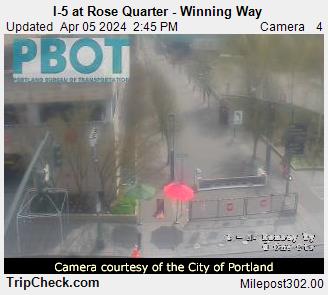 I-5 at Rose Quarter - Winning Way
Updated Apr 05 2024 2:45 PM Camera 4
PBOT
PORTLAND BUREAU OF TRANSPORTATION
Camera courtesy of the City of Portland
TripCheck.com Milepost302.00